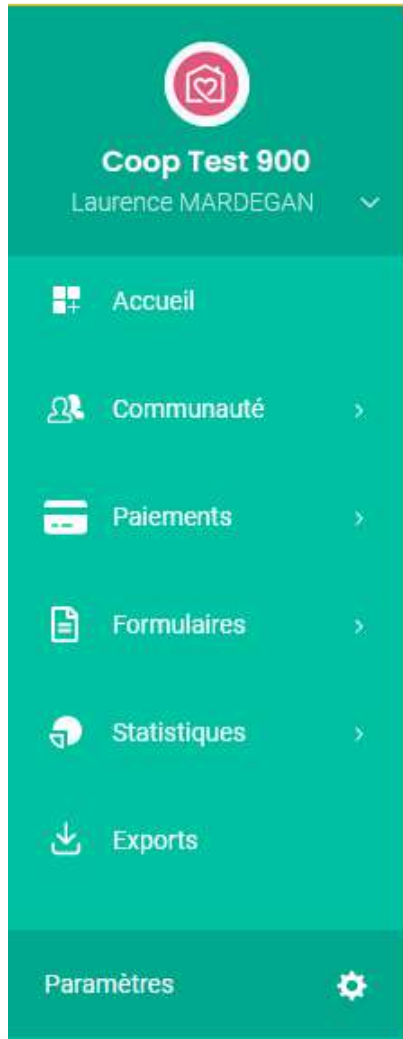 Coop Test 900
Laurence MARDEGAN
Accueil
Communauté
Paiements
Formulaires
Statistiques
Exports
Paramètres